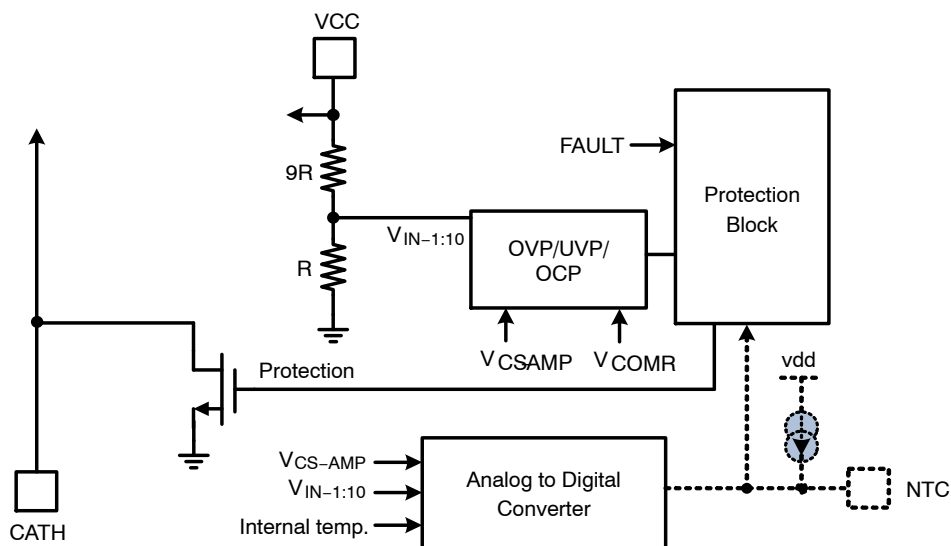 VCC
FAULT
9R
Protection
Block
VIN−1:10
OVP/UVP/
OCP
R
VCSAMP
VCOMR
vdd
Protection
VCS−AMP
Analog to Digital
Converter
VIN−1:10
NTC
Internal temp.
CATH